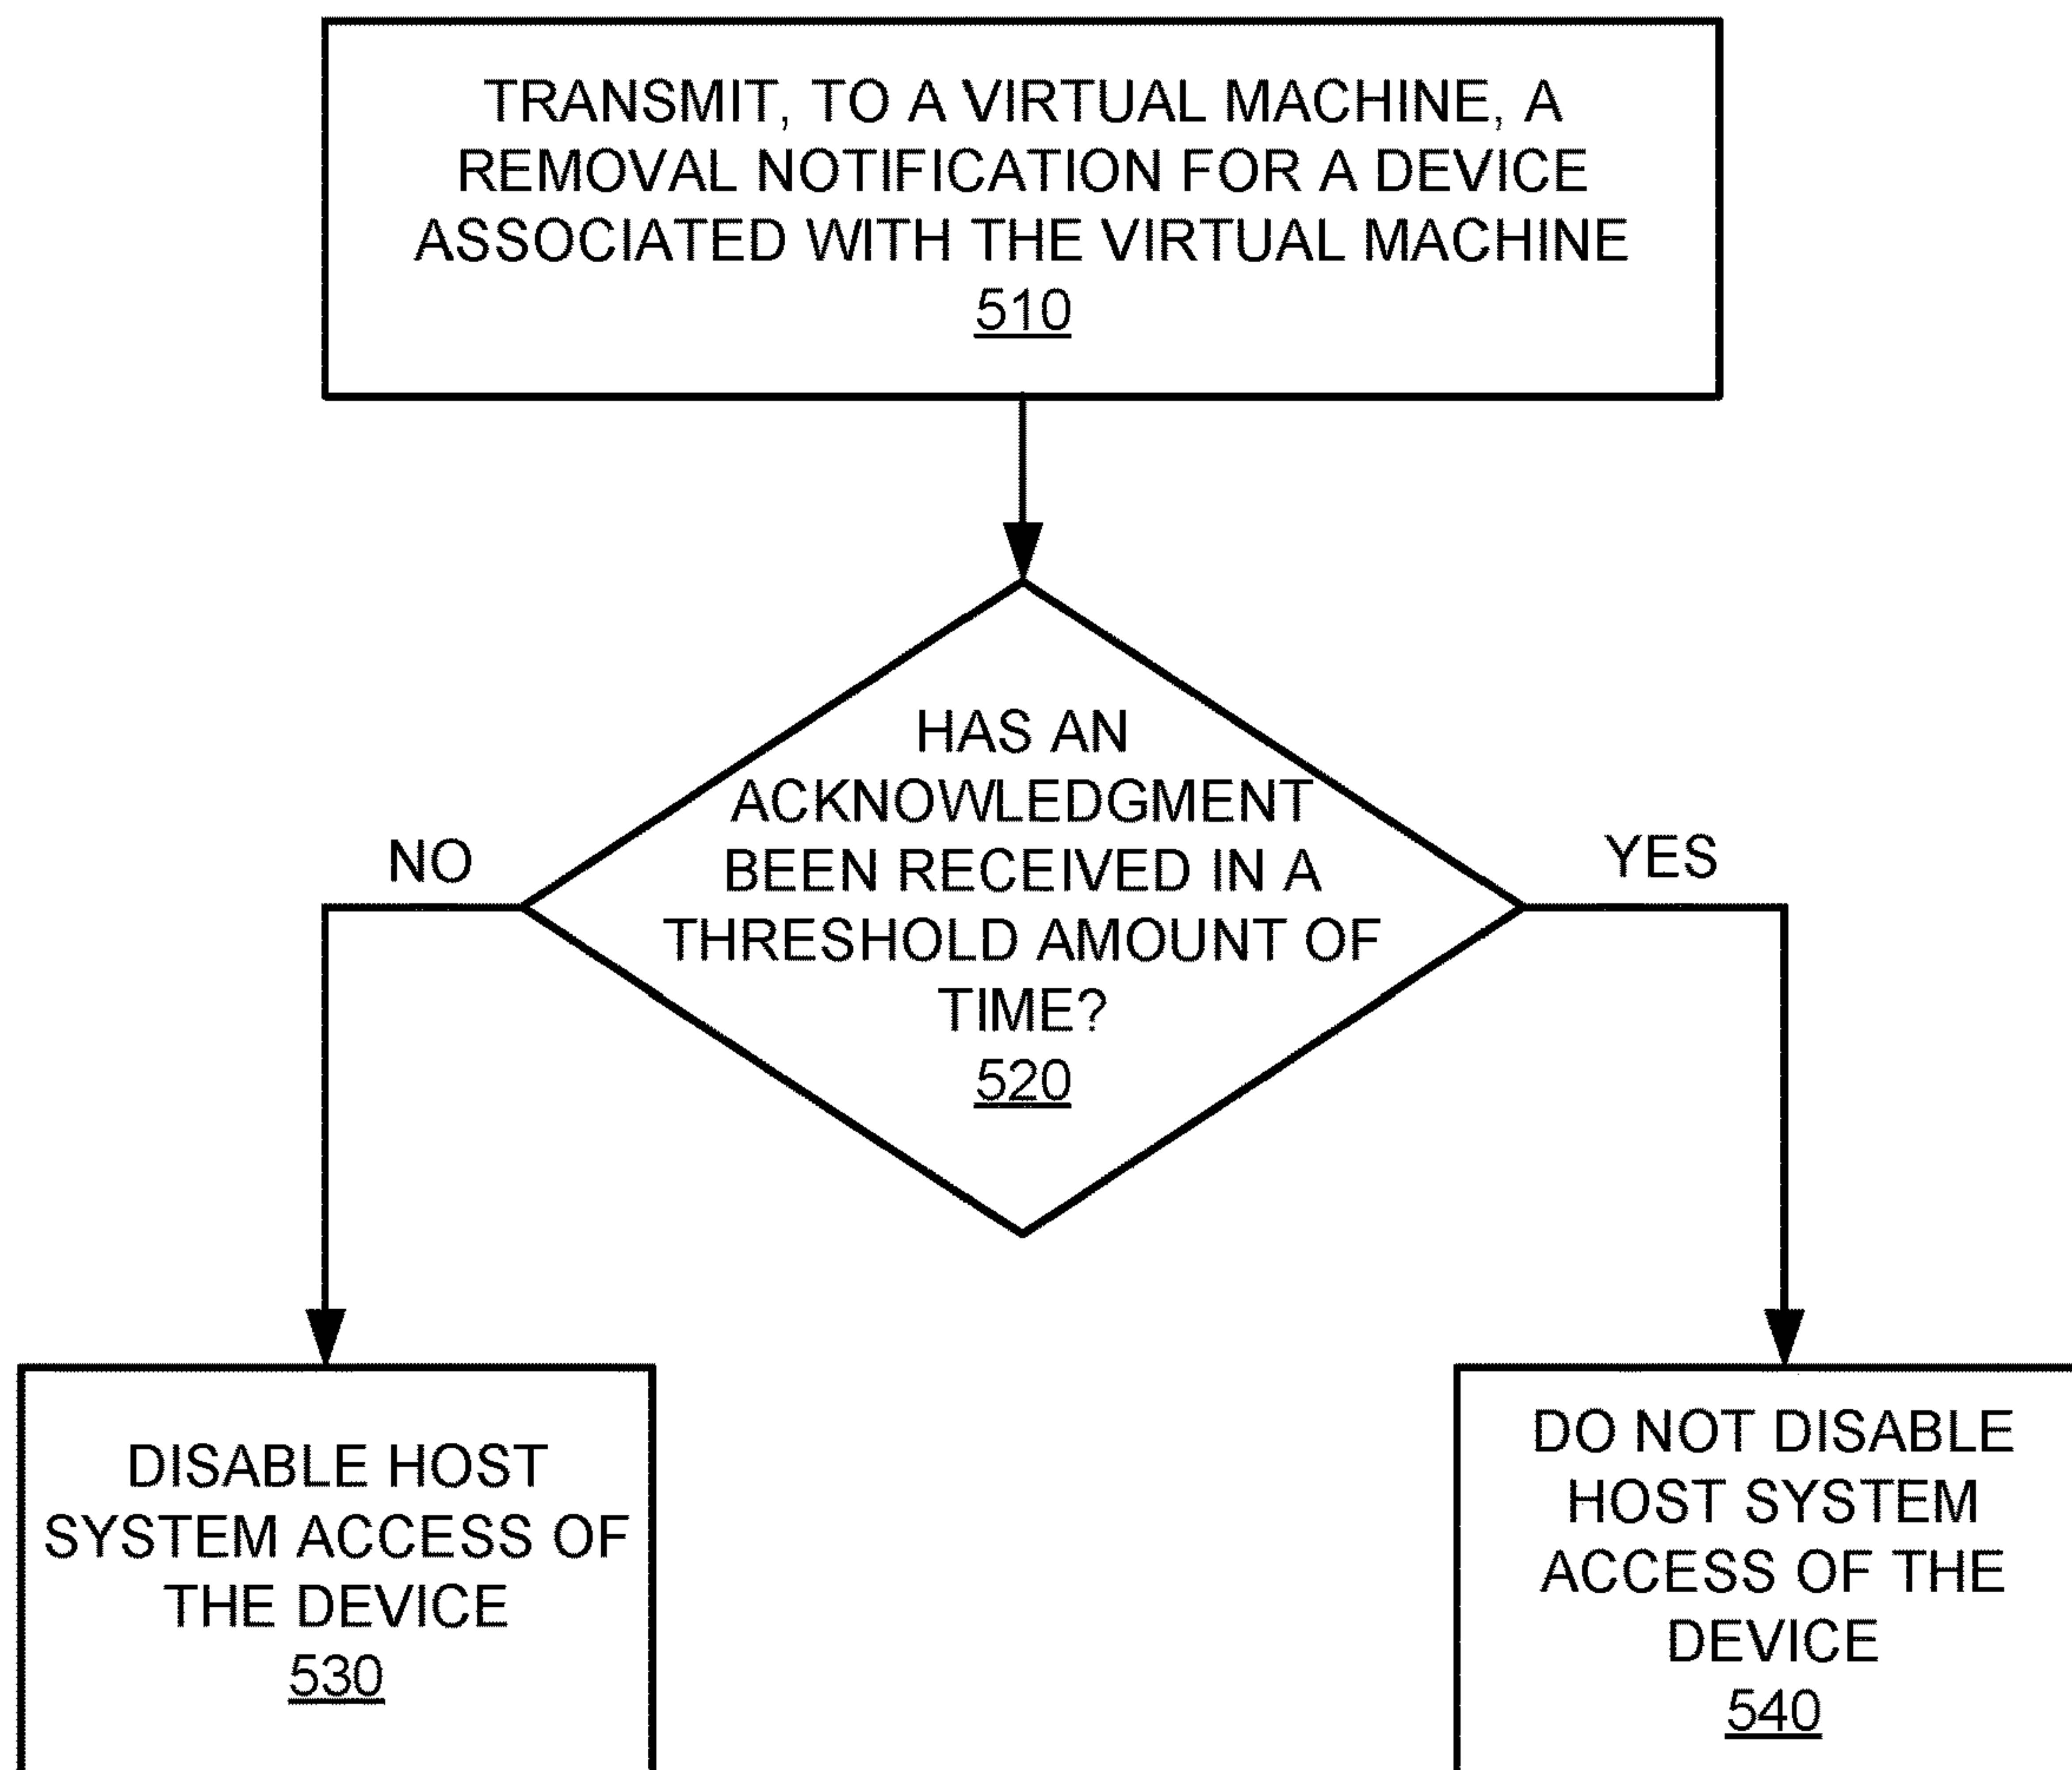 TRANSMIT, TO A VIRTUAL MACHINE, A
REMOVAL NOTIFICATION FOR A DEVICE
ASSOCIATED WITH THE VIRTUAL MACHINE
510
HAS AN
ACKNOWLEDGMENT
BEEN RECEIVED IN A
THRESHOLD AMOUNT OF
TIME?
520
NO
YES
DISABLE HOST
SYSTEM ACCESS OF
THE DEVICE
530
DO NOT DISABLE
HOST SYSTEM
ACCESS OF THE
DEVICE
540